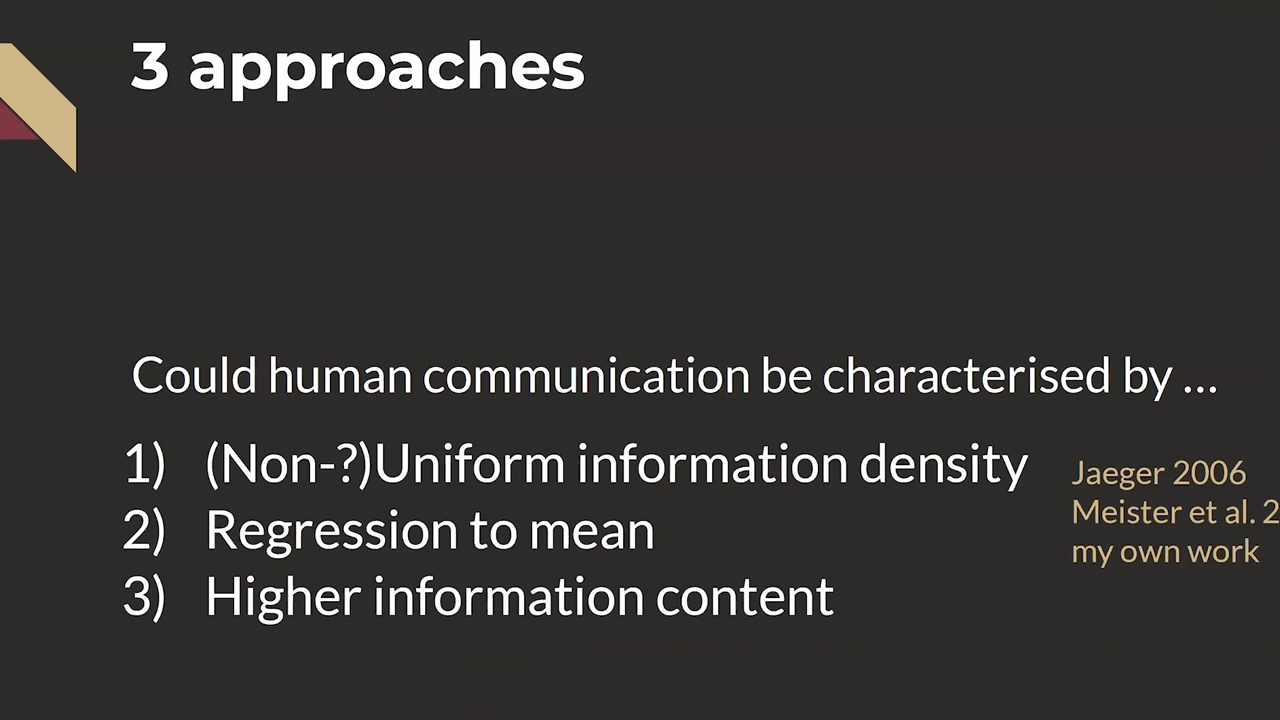 3 approaches
Could human communication be characterised by ...
1) (Non-?)Uniform information density
2) Regression to mean
3) Higher information content
Jaeger 2006
Meister et al. 2
my own work